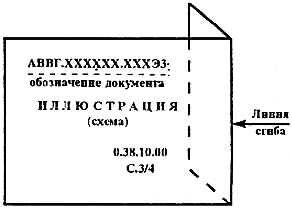 АВВГ.XXXXXX.XXXЭ3.
обозначение документа
ИЛЛЮСТРАЦИЯ
(схема)
0.38.10.00
С.3/4
Линия
сгиба